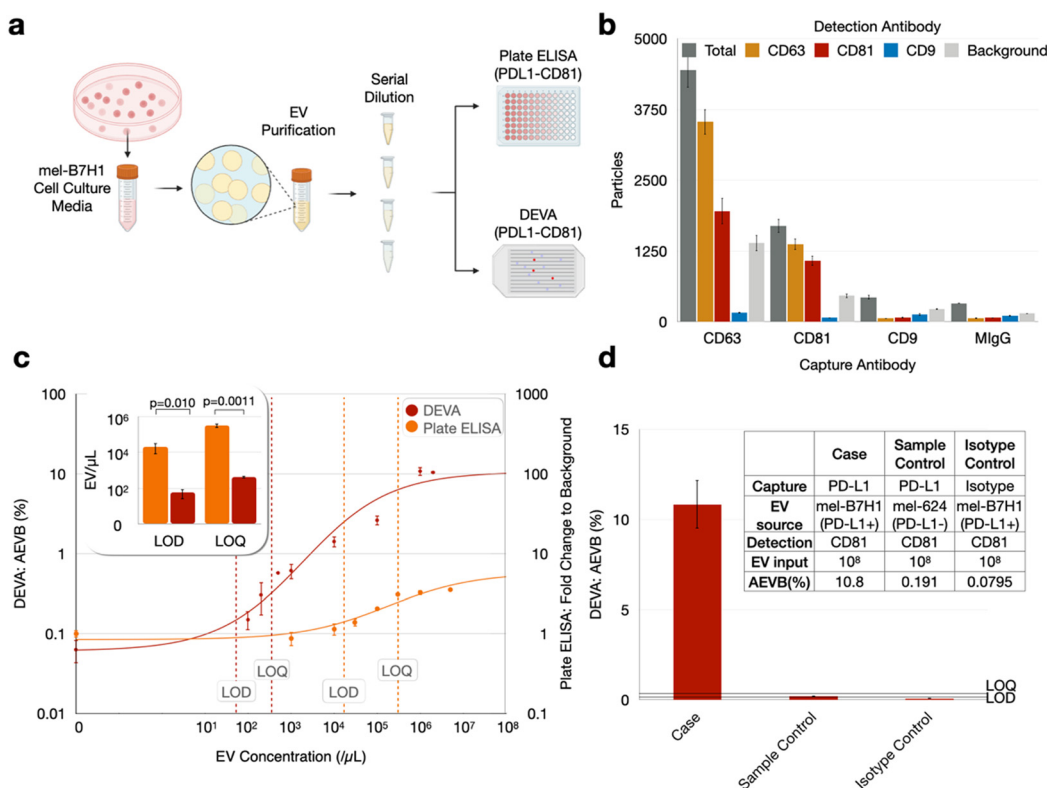 a
mel-B7H1
Cell Culture
Media
EV
Purification
Serial
Dilution
Plate ELISA
(PDL1-CD81)
DEVA
(PDL1-CD81)
b
Detection Antibody
Total CD63 CD81 CD9 Background
Particles
5000
3750
2500
1250
0
CD63 CD81 CD9 MIgG
Capture Antibody
c
DEVA: AEVB (%)
100
10
1
0.1
0.01
p=0.010 p=0.0011
EV/µL
10⁶
10⁴
10²
0
LOD LOQ
DEVA
Plate ELISA
LOD
LOQ
LOD
LOQ
1000
100
10
1
0.1
Plate ELISA: Fold Change to Background
0 10¹ 10² 10³ 10⁴ 10⁵ 10⁶ 10⁷ 10⁸
EV Concentration (/µL)
d
DEVA: AEVB (%)
15
10
5
0
Case Sample Control Isotype Control
Capture PD-L1 PD-L1 Isotype
EV source mel-B7H1 (PD-L1+) mel-624 (PD-L1-) mel-B7H1 (PD-L1+)
Detection CD81 CD81 CD81
EV input 10⁸ 10⁸ 10⁸
AEVB(%) 10.8 0.191 0.0795
LOQ
LOD
Case
Sample Control
Isotype Control